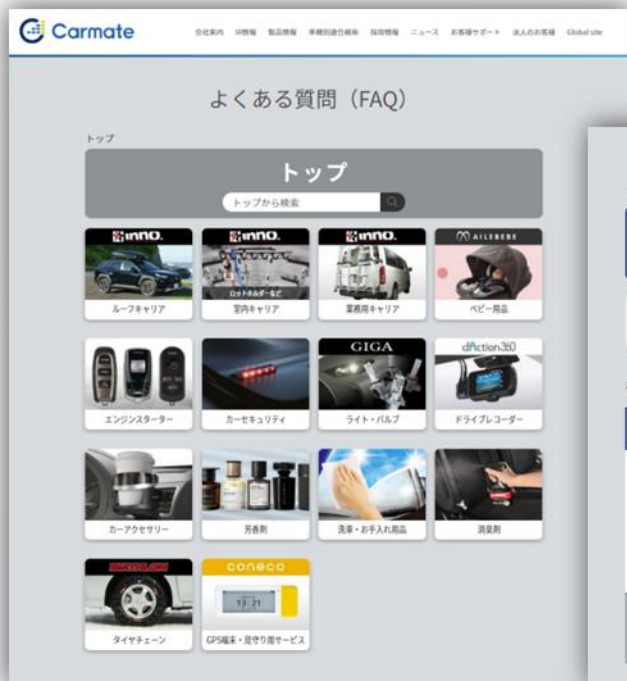 Carmate
会社案内 IR情報 製品情報 車種別適合検索 採用情報 ニュース お客様サポート 法人のお客様 Global site
よくある質問（FAQ）
トップ
トップ
トップから検索
INNO. INNO. INNO. AILEBEBE
ロッドホルダーなど
ルーフキャリア 室内キャリア 業務用キャリア ベビー用品
GIGA dAction360
エンジンスターター カーセキュリティ ライト・バルブ ドライブレコーダー
カーアクセサリー 芳香剤 洗車・お手入れ用品 消臭剤
coneco
13:21
タイヤチェーン GPS端末・見守り用サービス